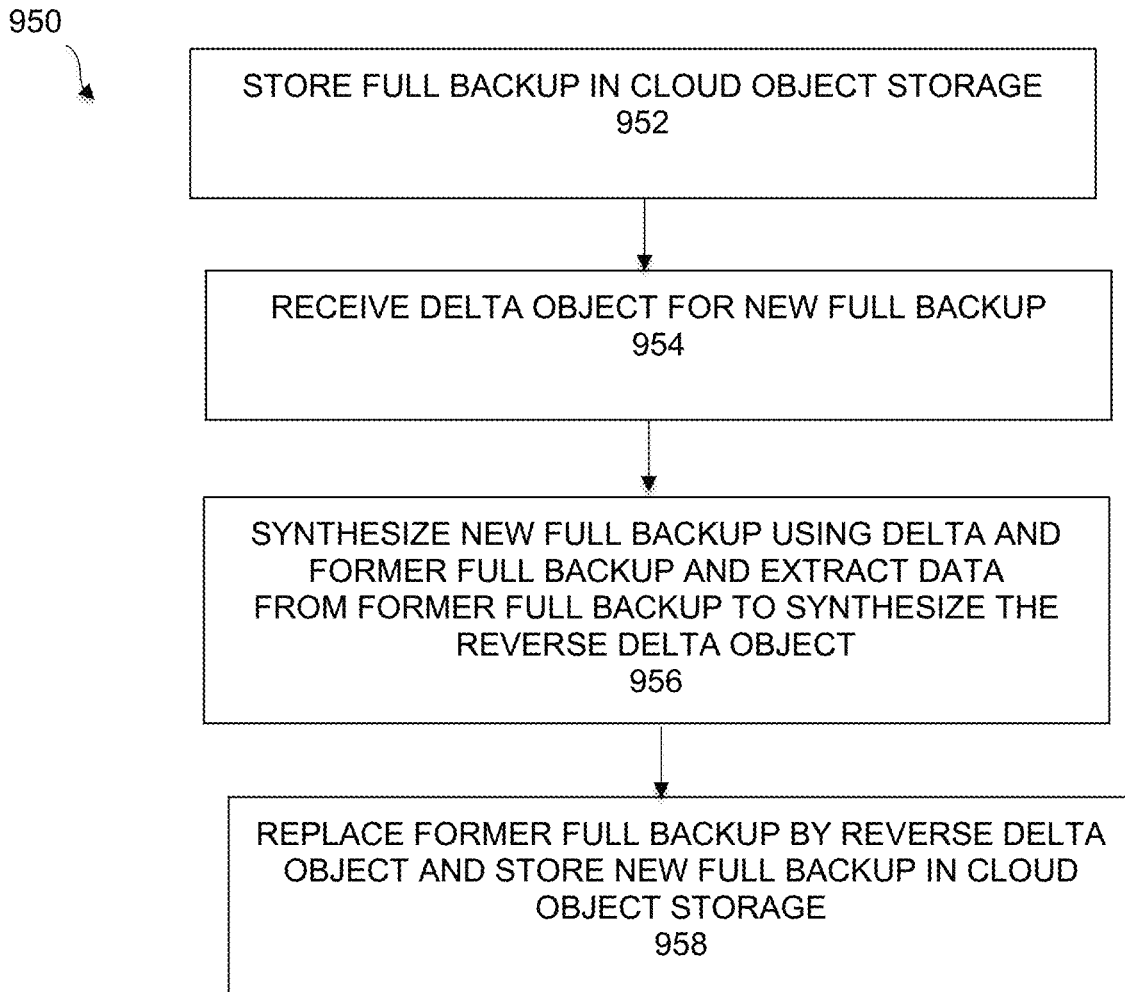 950
STORE FULL BACKUP IN CLOUD OBJECT STORAGE
952
RECEIVE DELTA OBJECT FOR NEW FULL BACKUP
954
SYNTHESIZE NEW FULL BACKUP USING DELTA AND
FORMER FULL BACKUP AND EXTRACT DATA
FROM FORMER FULL BACKUP TO SYNTHESIZE THE
REVERSE DELTA OBJECT
956
REPLACE FORMER FULL BACKUP BY REVERSE DELTA
OBJECT AND STORE NEW FULL BACKUP IN CLOUD
OBJECT STORAGE
958